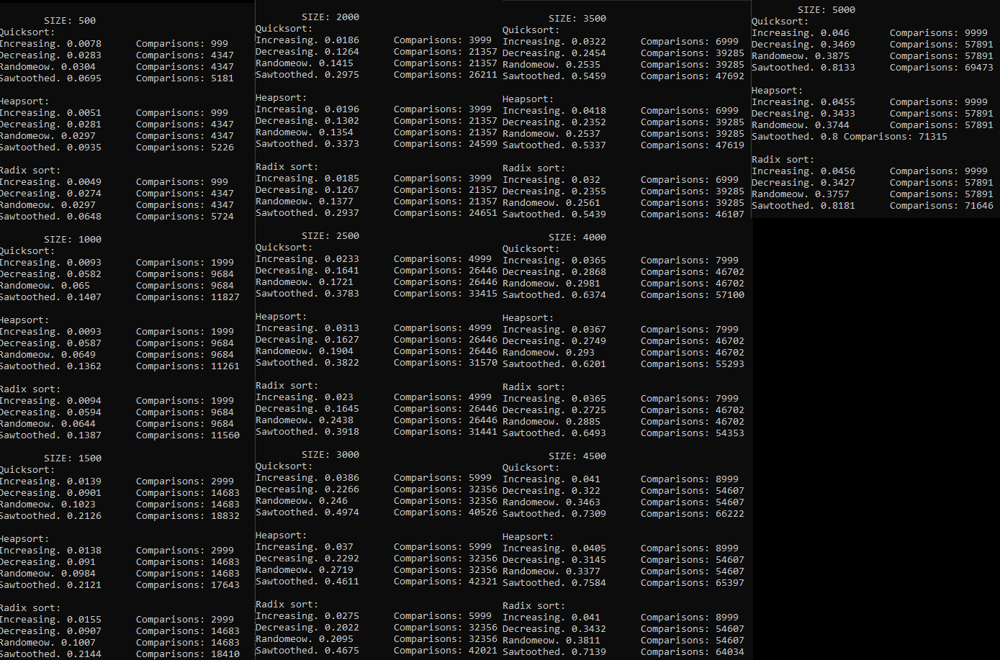 SIZE: 500
Quicksort:
Increasing. 0.0078 Comparisons: 999
Decreasing. 0.0283 Comparisons: 4347
Randomeow. 0.0304 Comparisons: 4347
Sawtoothed. 0.0695 Comparisons: 5181
Heapsort:
Increasing. 0.0051 Comparisons: 999
Decreasing. 0.0281 Comparisons: 4347
Randomeow. 0.0297 Comparisons: 4347
Sawtoothed. 0.0935 Comparisons: 5226
Radix sort:
Increasing. 0.0049 Comparisons: 999
Decreasing. 0.0274 Comparisons: 4347
Randomeow. 0.0297 Comparisons: 4347
Sawtoothed. 0.0648 Comparisons: 5724
SIZE: 1000
Quicksort:
Increasing. 0.0093 Comparisons: 1999
Decreasing. 0.0582 Comparisons: 9684
Randomeow. 0.065 Comparisons: 9684
Sawtoothed. 0.1407 Comparisons: 11827
Heapsort:
Increasing. 0.0093 Comparisons: 1999
Decreasing. 0.0587 Comparisons: 9684
Randomeow. 0.0649 Comparisons: 9684
Sawtoothed. 0.1362 Comparisons: 11261
Radix sort:
Increasing. 0.0094 Comparisons: 1999
Decreasing. 0.0594 Comparisons: 9684
Randomeow. 0.0644 Comparisons: 9684
Sawtoothed. 0.1387 Comparisons: 11560
SIZE: 1500
Quicksort:
Increasing. 0.0139 Comparisons: 2999
Decreasing. 0.0901 Comparisons: 14683
Randomeow. 0.1023 Comparisons: 14683
Sawtoothed. 0.2126 Comparisons: 18832
Heapsort:
Increasing. 0.0138 Comparisons: 2999
Decreasing. 0.091 Comparisons: 14683
Randomeow. 0.0984 Comparisons: 14683
Sawtoothed. 0.2121 Comparisons: 17643
Radix sort:
Increasing. 0.0155 Comparisons: 2999
Decreasing. 0.0907 Comparisons: 14683
Randomeow. 0.1007 Comparisons: 14683
Sawtoothed. 0.2144 Comparisons: 18410
SIZE: 2000
Quicksort:
Increasing. 0.0186 Comparisons: 3999
Decreasing. 0.1264 Comparisons: 21357
Randomeow. 0.1415 Comparisons: 21357
Sawtoothed. 0.2975 Comparisons: 26211
Heapsort:
Increasing. 0.0196 Comparisons: 3999
Decreasing. 0.1302 Comparisons: 21357
Randomeow. 0.1354 Comparisons: 21357
Sawtoothed. 0.3373 Comparisons: 24599
Radix sort:
Increasing. 0.0185 Comparisons: 3999
Decreasing. 0.1267 Comparisons: 21357
Randomeow. 0.1377 Comparisons: 21357
Sawtoothed. 0.2937 Comparisons: 24651
SIZE: 2500
Quicksort:
Increasing. 0.0233 Comparisons: 4999
Decreasing. 0.1641 Comparisons: 26446
Randomeow. 0.1721 Comparisons: 26446
Sawtoothed. 0.3783 Comparisons: 33415
Heapsort:
Increasing. 0.0313 Comparisons: 4999
Decreasing. 0.1627 Comparisons: 26446
Randomeow. 0.1904 Comparisons: 26446
Sawtoothed. 0.3822 Comparisons: 31570
Radix sort:
Increasing. 0.023 Comparisons: 4999
Decreasing. 0.1645 Comparisons: 26446
Randomeow. 0.2438 Comparisons: 26446
Sawtoothed. 0.3918 Comparisons: 31441
SIZE: 3000
Quicksort:
Increasing. 0.0386 Comparisons: 5999
Decreasing. 0.2266 Comparisons: 32356
Randomeow. 0.246 Comparisons: 32356
Sawtoothed. 0.4974 Comparisons: 40526
Heapsort:
Increasing. 0.037 Comparisons: 5999
Decreasing. 0.2292 Comparisons: 32356
Randomeow. 0.2719 Comparisons: 32356
Sawtoothed. 0.4611 Comparisons: 42321
Radix sort:
Increasing. 0.0275 Comparisons: 5999
Decreasing. 0.2022 Comparisons: 32356
Randomeow. 0.2095 Comparisons: 32356
Sawtoothed. 0.4675 Comparisons: 42021
SIZE: 3500
Quicksort:
Increasing. 0.0322 Comparisons: 6999
Decreasing. 0.2454 Comparisons: 39285
Randomeow. 0.2535 Comparisons: 39285
Sawtoothed. 0.5459 Comparisons: 47692
Heapsort:
Increasing. 0.0418 Comparisons: 6999
Decreasing. 0.2352 Comparisons: 39285
Randomeow. 0.2537 Comparisons: 39285
Sawtoothed. 0.5337 Comparisons: 47619
Radix sort:
Increasing. 0.032 Comparisons: 6999
Decreasing. 0.2355 Comparisons: 39285
Randomeow. 0.2561 Comparisons: 39285
Sawtoothed. 0.5439 Comparisons: 46107
SIZE: 4000
Quicksort:
Increasing. 0.0365 Comparisons: 7999
Decreasing. 0.2868 Comparisons: 46702
Randomeow. 0.2981 Comparisons: 46702
Sawtoothed. 0.6374 Comparisons: 57100
Heapsort:
Increasing. 0.0367 Comparisons: 7999
Decreasing. 0.2749 Comparisons: 46702
Randomeow. 0.293 Comparisons: 46702
Sawtoothed. 0.6201 Comparisons: 55293
Radix sort:
Increasing. 0.0365 Comparisons: 7999
Decreasing. 0.2725 Comparisons: 46702
Randomeow. 0.2885 Comparisons: 46702
Sawtoothed. 0.6493 Comparisons: 54353
SIZE: 4500
Quicksort:
Increasing. 0.041 Comparisons: 8999
Decreasing. 0.322 Comparisons: 54607
Randomeow. 0.3463 Comparisons: 54607
Sawtoothed. 0.7309 Comparisons: 66222
Heapsort:
Increasing. 0.0405 Comparisons: 8999
Decreasing. 0.3145 Comparisons: 54607
Randomeow. 0.3377 Comparisons: 54607
Sawtoothed. 0.7584 Comparisons: 65397
Radix sort:
Increasing. 0.041 Comparisons: 8999
Decreasing. 0.3432 Comparisons: 54607
Randomeow. 0.3811 Comparisons: 54607
Sawtoothed. 0.7139 Comparisons: 64034
SIZE: 5000
Quicksort:
Increasing. 0.046 Comparisons: 9999
Decreasing. 0.3469 Comparisons: 57891
Randomeow. 0.3875 Comparisons: 57891
Sawtoothed. 0.8133 Comparisons: 69473
Heapsort:
Increasing. 0.0455 Comparisons: 9999
Decreasing. 0.3433 Comparisons: 57891
Randomeow. 0.3744 Comparisons: 57891
Sawtoothed. 0.8 Comparisons: 71315
Radix sort:
Increasing. 0.0456 Comparisons: 9999
Decreasing. 0.3427 Comparisons: 57891
Randomeow. 0.3757 Comparisons: 57891
Sawtoothed. 0.8181 Comparisons: 71646